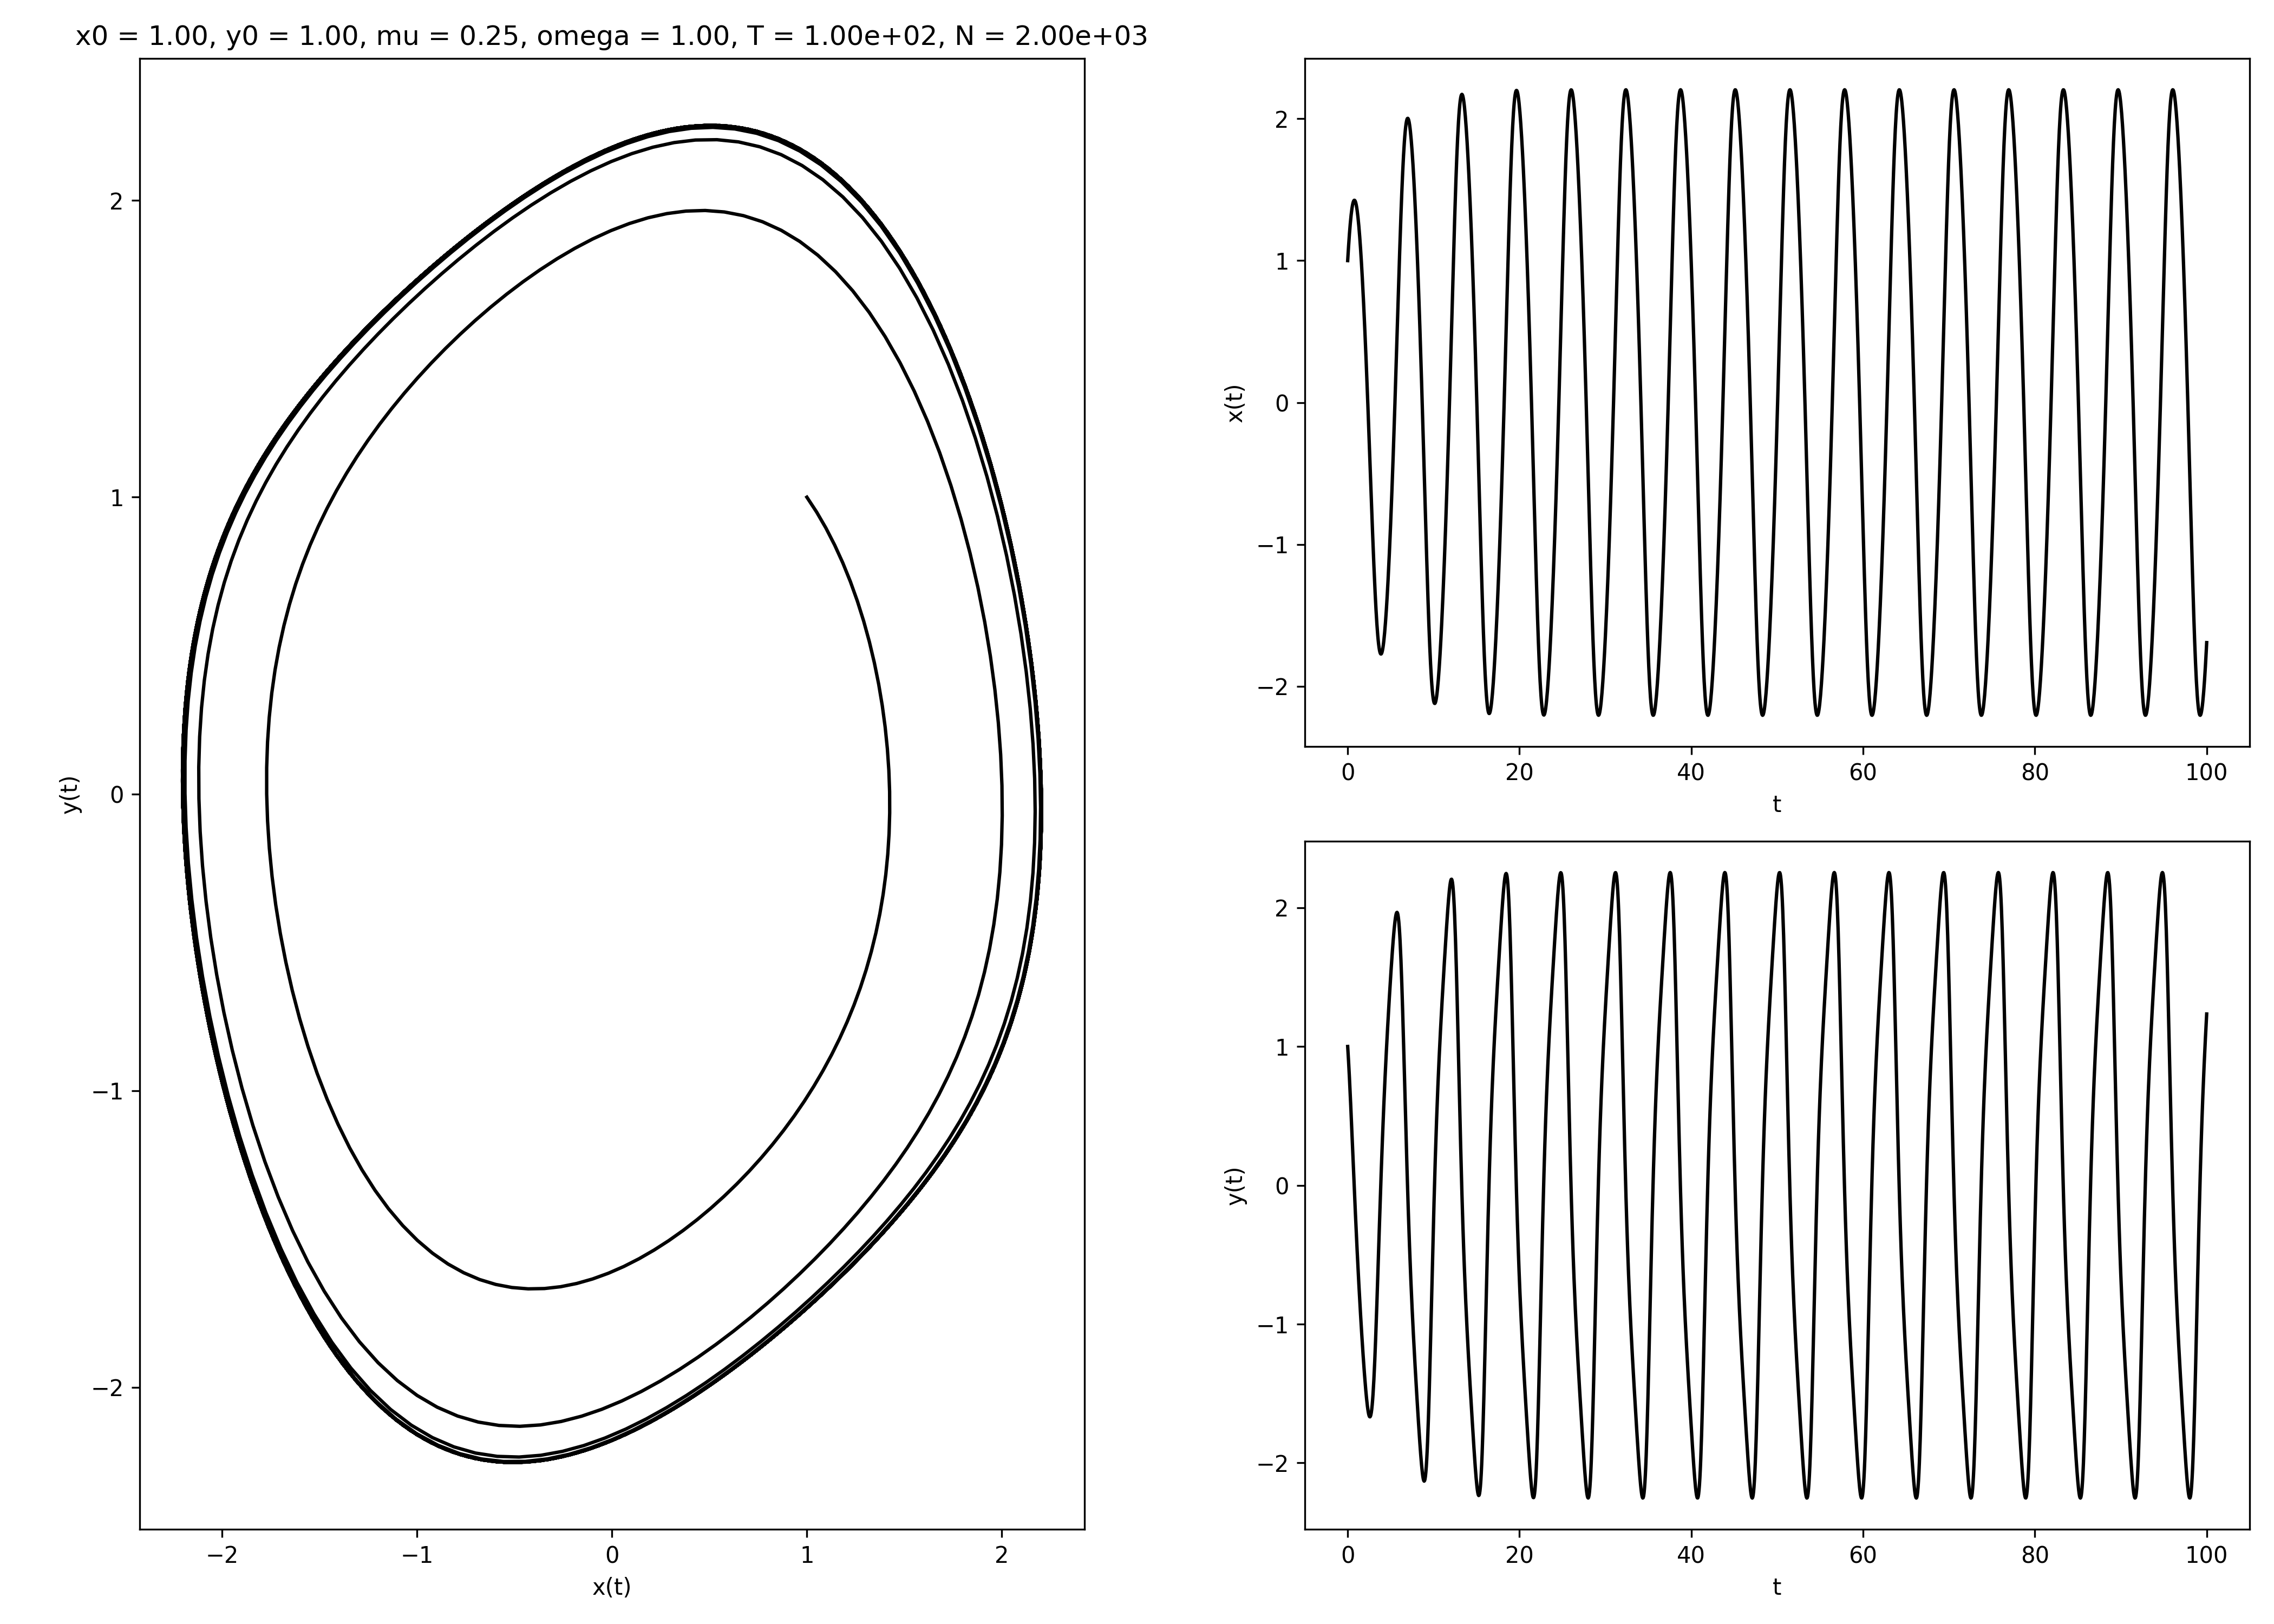 x0 = 1.00, y0 = 1.00, mu = 0.25, omega = 1.00, T = 1.00e+02, N = 2.00e+03
2
1
0
−1
−2
y(t)
−2 −1 0 1 2
x(t)
2
1
0
−1
−2
x(t)
0 20 40 60 80 100
t
2
1
0
−1
−2
y(t)
0 20 40 60 80 100
t